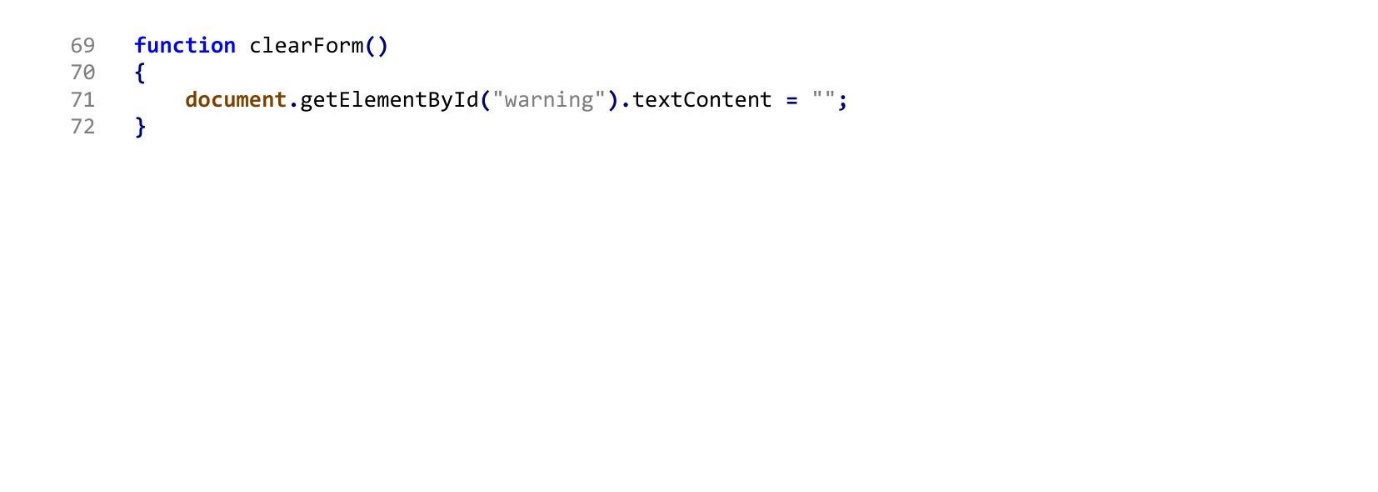 69 function clearForm()
70 {
71 document.getElementById("warning").textContent = "";
72 }